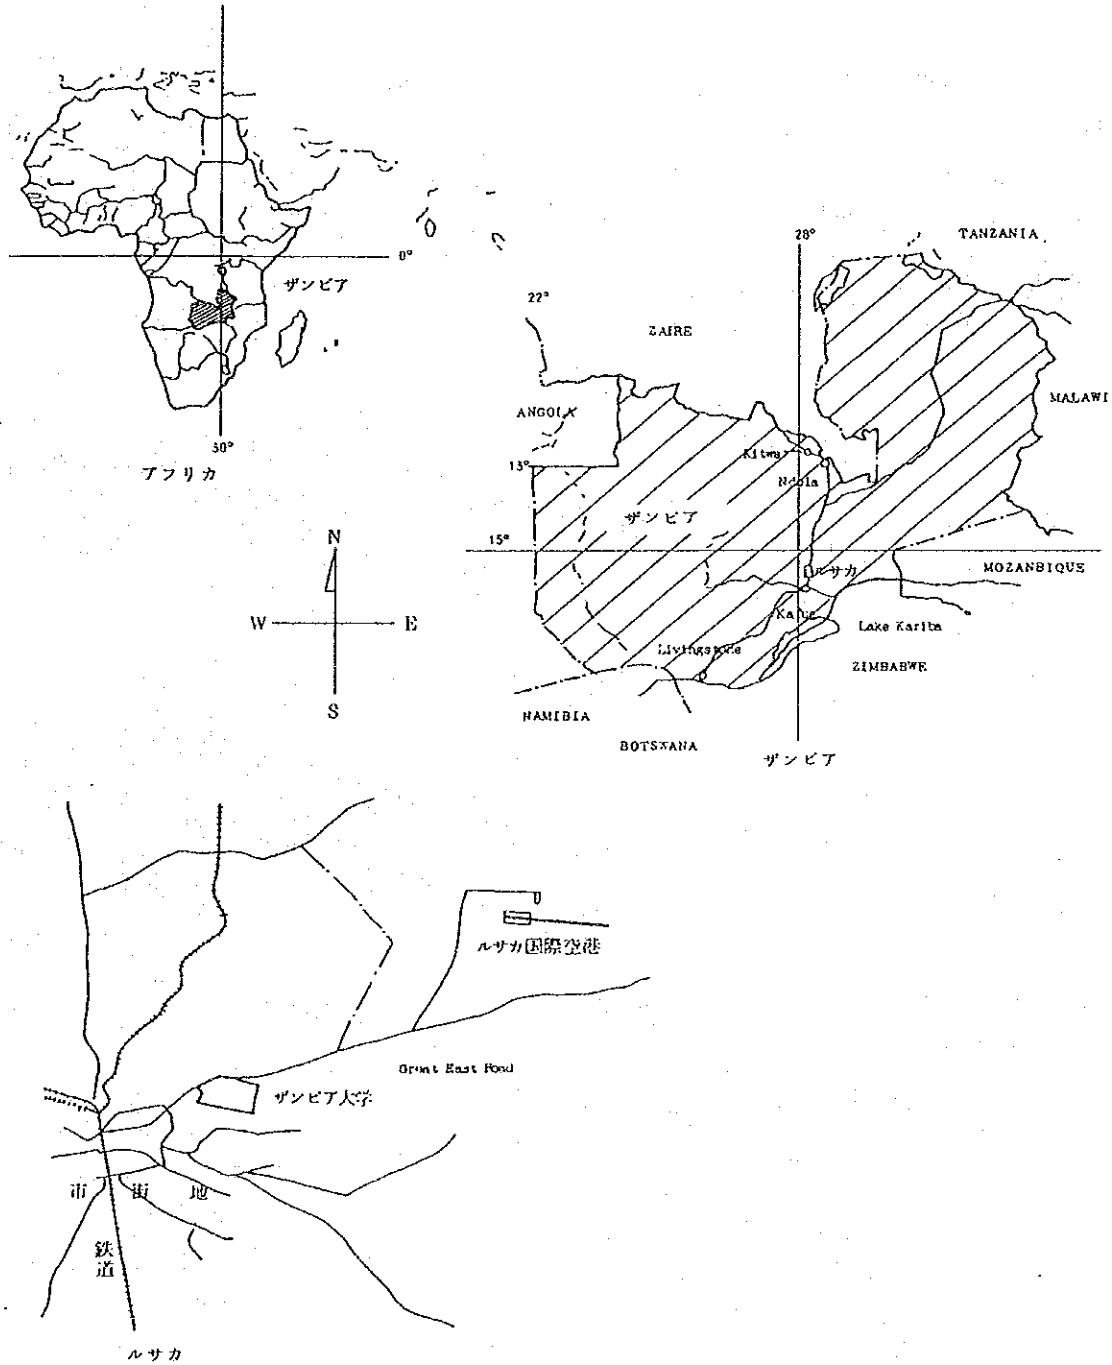 0°
ザンビア
30°
アフリカ
N
W
E
S
28°
TANZANIA
22°
ZAIRE
MALAWI
ANGOLA
Kitwe
13°
Ndola
ザンビア
15°
ルサカ
MOZANBIQUE
Kafue
Lake Kariba
Livingstone
ZIMBABWE
NAMIBIA
BOTSWANA
ザンビア
ルサカ国際空港
Great East Road
ザンビア大学
市街地
鉄道
ルサカ